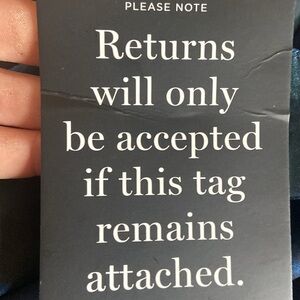 PLEASE NOTE
Returns
will only
be accepted
if this tag
remains
attached.